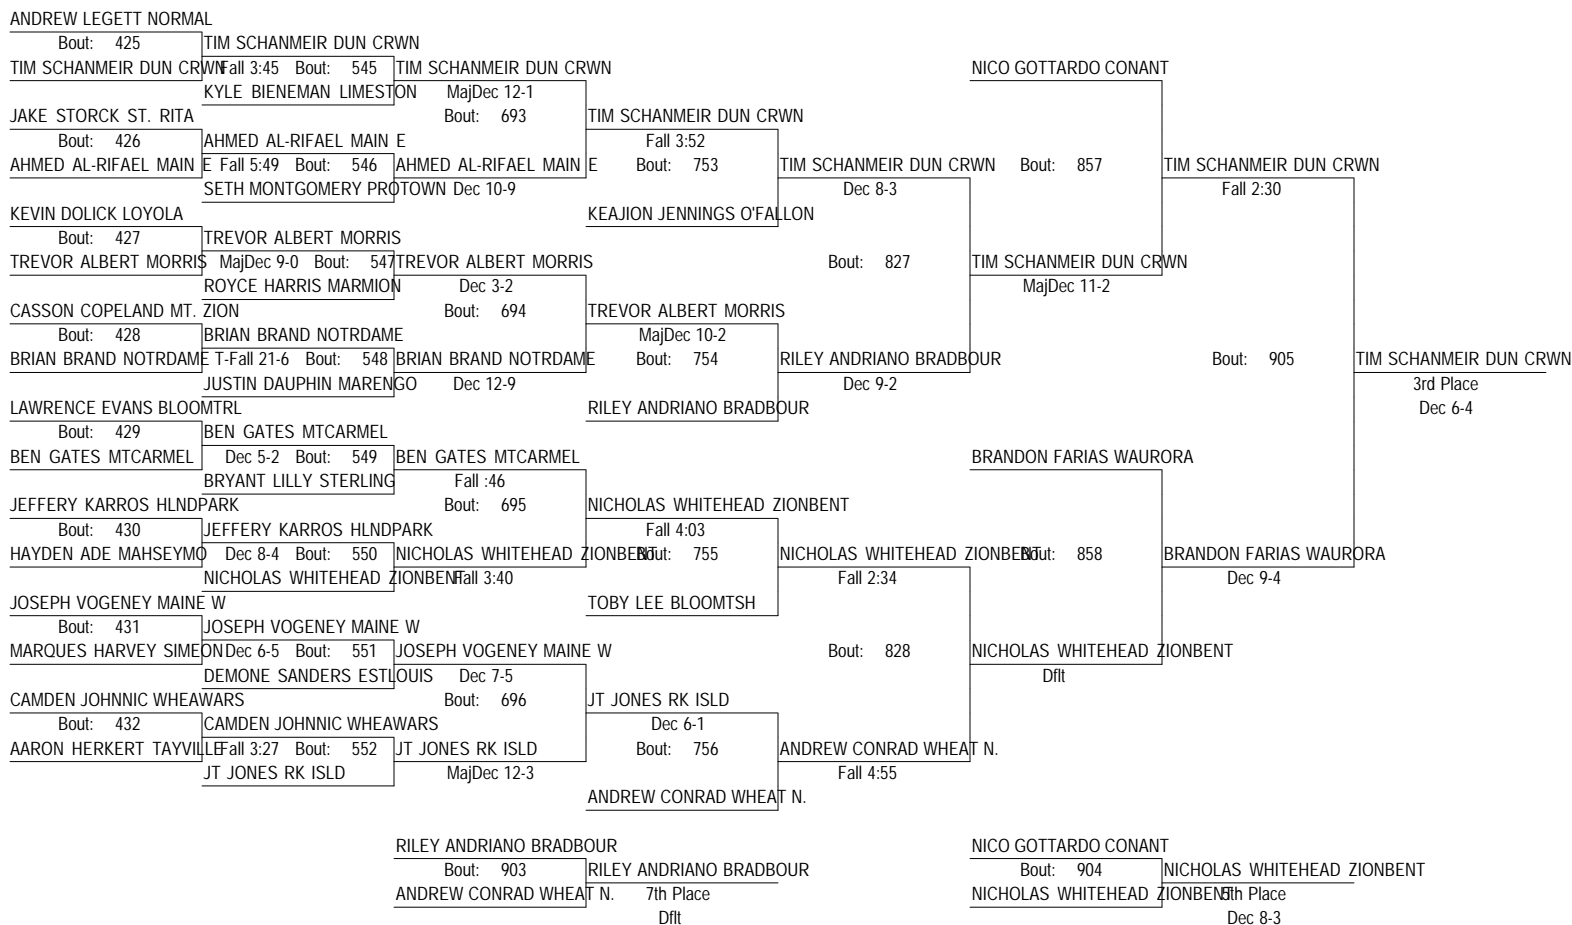 ANDREW LEGETT NORMAL
Bout: 425 TIM SCHANMEIR DUN CRWN
TIM SCHANMEIR DUN CRWN Fall 3:45 Bout: 545 TIM SCHANMEIR DUN CRWN NICO GOTTARDO CONANT
KYLE BIENEMAN LIMESTON MajDec 12-1
JAKE STORCK ST. RITA Bout: 693 TIM SCHANMEIR DUN CRWN
Bout: 426 AHMED AL-RIFAEL MAIN E Fall 3:52
AHMED AL-RIFAEL MAIN E Fall 5:49 Bout: 546 AHMED AL-RIFAEL MAIN E Bout: 753 TIM SCHANMEIR DUN CRWN Bout: 857 TIM SCHANMEIR DUN CRWN
SETH MONTGOMERY PROTOWN Dec 10-9 Dec 8-3 Fall 2:30
KEVIN DOLICK LOYOLA KEAJION JENNINGS O'FALLON
Bout: 427 TREVOR ALBERT MORRIS
TREVOR ALBERT MORRIS MajDec 9-0 Bout: 547 TREVOR ALBERT MORRIS Bout: 827 TIM SCHANMEIR DUN CRWN
ROYCE HARRIS MARMION Dec 3-2 MajDec 11-2
CASSON COPELAND MT. ZION Bout: 694 TREVOR ALBERT MORRIS
Bout: 428 BRIAN BRAND NOTRDAME MajDec 10-2
BRIAN BRAND NOTRDAME T-Fall 21-6 Bout: 548 BRIAN BRAND NOTRDAME Bout: 754 RILEY ANDRIANO BRADBOUR Bout: 905 TIM SCHANMEIR DUN CRWN
JUSTIN DAUPHIN MARENGO Dec 12-9 Dec 9-2 3rd Place
LAWRENCE EVANS BLOOMTRL RILEY ANDRIANO BRADBOUR Dec 6-4
Bout: 429 BEN GATES MTCARMEL
BEN GATES MTCARMEL Dec 5-2 Bout: 549 BEN GATES MTCARMEL BRANDON FARIAS WAURORA
BRYANT LILLY STERLING Fall :46
JEFFERY KARROS HLNDPARK Bout: 695 NICHOLAS WHITEHEAD ZIONBENT
Bout: 430 JEFFERY KARROS HLNDPARK Fall 4:03
HAYDEN ADE MAHSEYMO Dec 8-4 Bout: 550 NICHOLAS WHITEHEAD ZIONBENT Bout: 755 NICHOLAS WHITEHEAD ZIONBENT Bout: 858 BRANDON FARIAS WAURORA
NICHOLAS WHITEHEAD ZIONBENT Fall 3:40 Fall 2:34 Dec 9-4
JOSEPH VOGENEY MAINE W TOBY LEE BLOOMTSH
Bout: 431 JOSEPH VOGENEY MAINE W
MARQUES HARVEY SIMEON Dec 6-5 Bout: 551 JOSEPH VOGENEY MAINE W Bout: 828 NICHOLAS WHITEHEAD ZIONBENT
DEMONE SANDERS ESTLOUIS Dec 7-5 Dflt
CAMDEN JOHNNIC WHEAWARS Bout: 696 JT JONES RK ISLD
Bout: 432 CAMDEN JOHNNIC WHEAWARS Dec 6-1
AARON HERKERT TAYVILLE Fall 3:27 Bout: 552 JT JONES RK ISLD Bout: 756 ANDREW CONRAD WHEAT N.
JT JONES RK ISLD MajDec 12-3 Fall 4:55
ANDREW CONRAD WHEAT N.
RILEY ANDRIANO BRADBOUR NICO GOTTARDO CONANT
Bout: 903 RILEY ANDRIANO BRADBOUR Bout: 904 NICHOLAS WHITEHEAD ZIONBENT
ANDREW CONRAD WHEAT N. 7th Place NICHOLAS WHITEHEAD ZIONBENT 5th Place
Dflt Dec 8-3